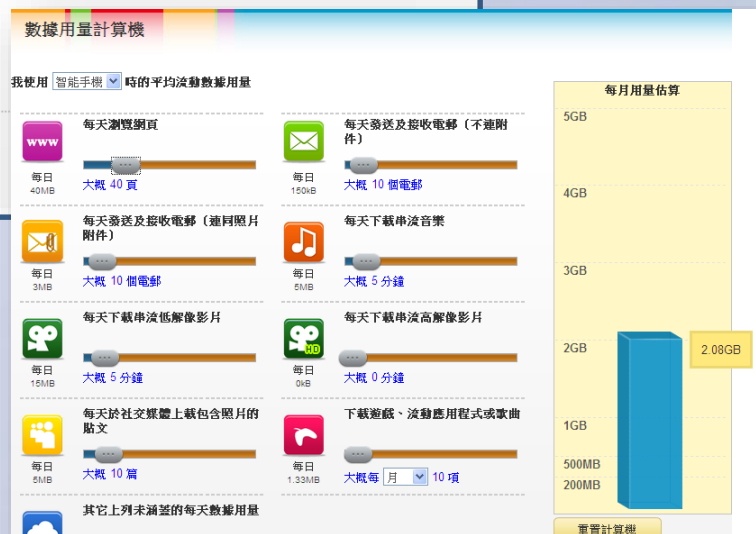 數據用量計算機
我使用 智能手機 時的平均流動數據用量
每天瀏覽網頁
www
每日
40MB
大概 40 頁
每天發送及接收電郵〔不連附
件〕
每日
150kB
大概 10 個電郵
每天發送及接收電郵〔連同照片
附件〕
每日
3MB
大概 10 個電郵
每天下載串流音樂
每日
5MB
大概 5 分鐘
每天下載串流低解像影片
每日
15MB
大概 5 分鐘
每天下載串流高解像影片
HD
每日
0kB
大概 0 分鐘
每天於社交媒體上載包含照片的
貼文
每日
5MB
大概 10 篇
下載遊戲、流動應用程式或歌曲
每日
1.33MB
大概每 月 10 項
其它上列未涵蓋的每天數據用量
每月用量估算
5GB
4GB
3GB
2GB
2.08GB
1GB
500MB
200MB
重置計算機